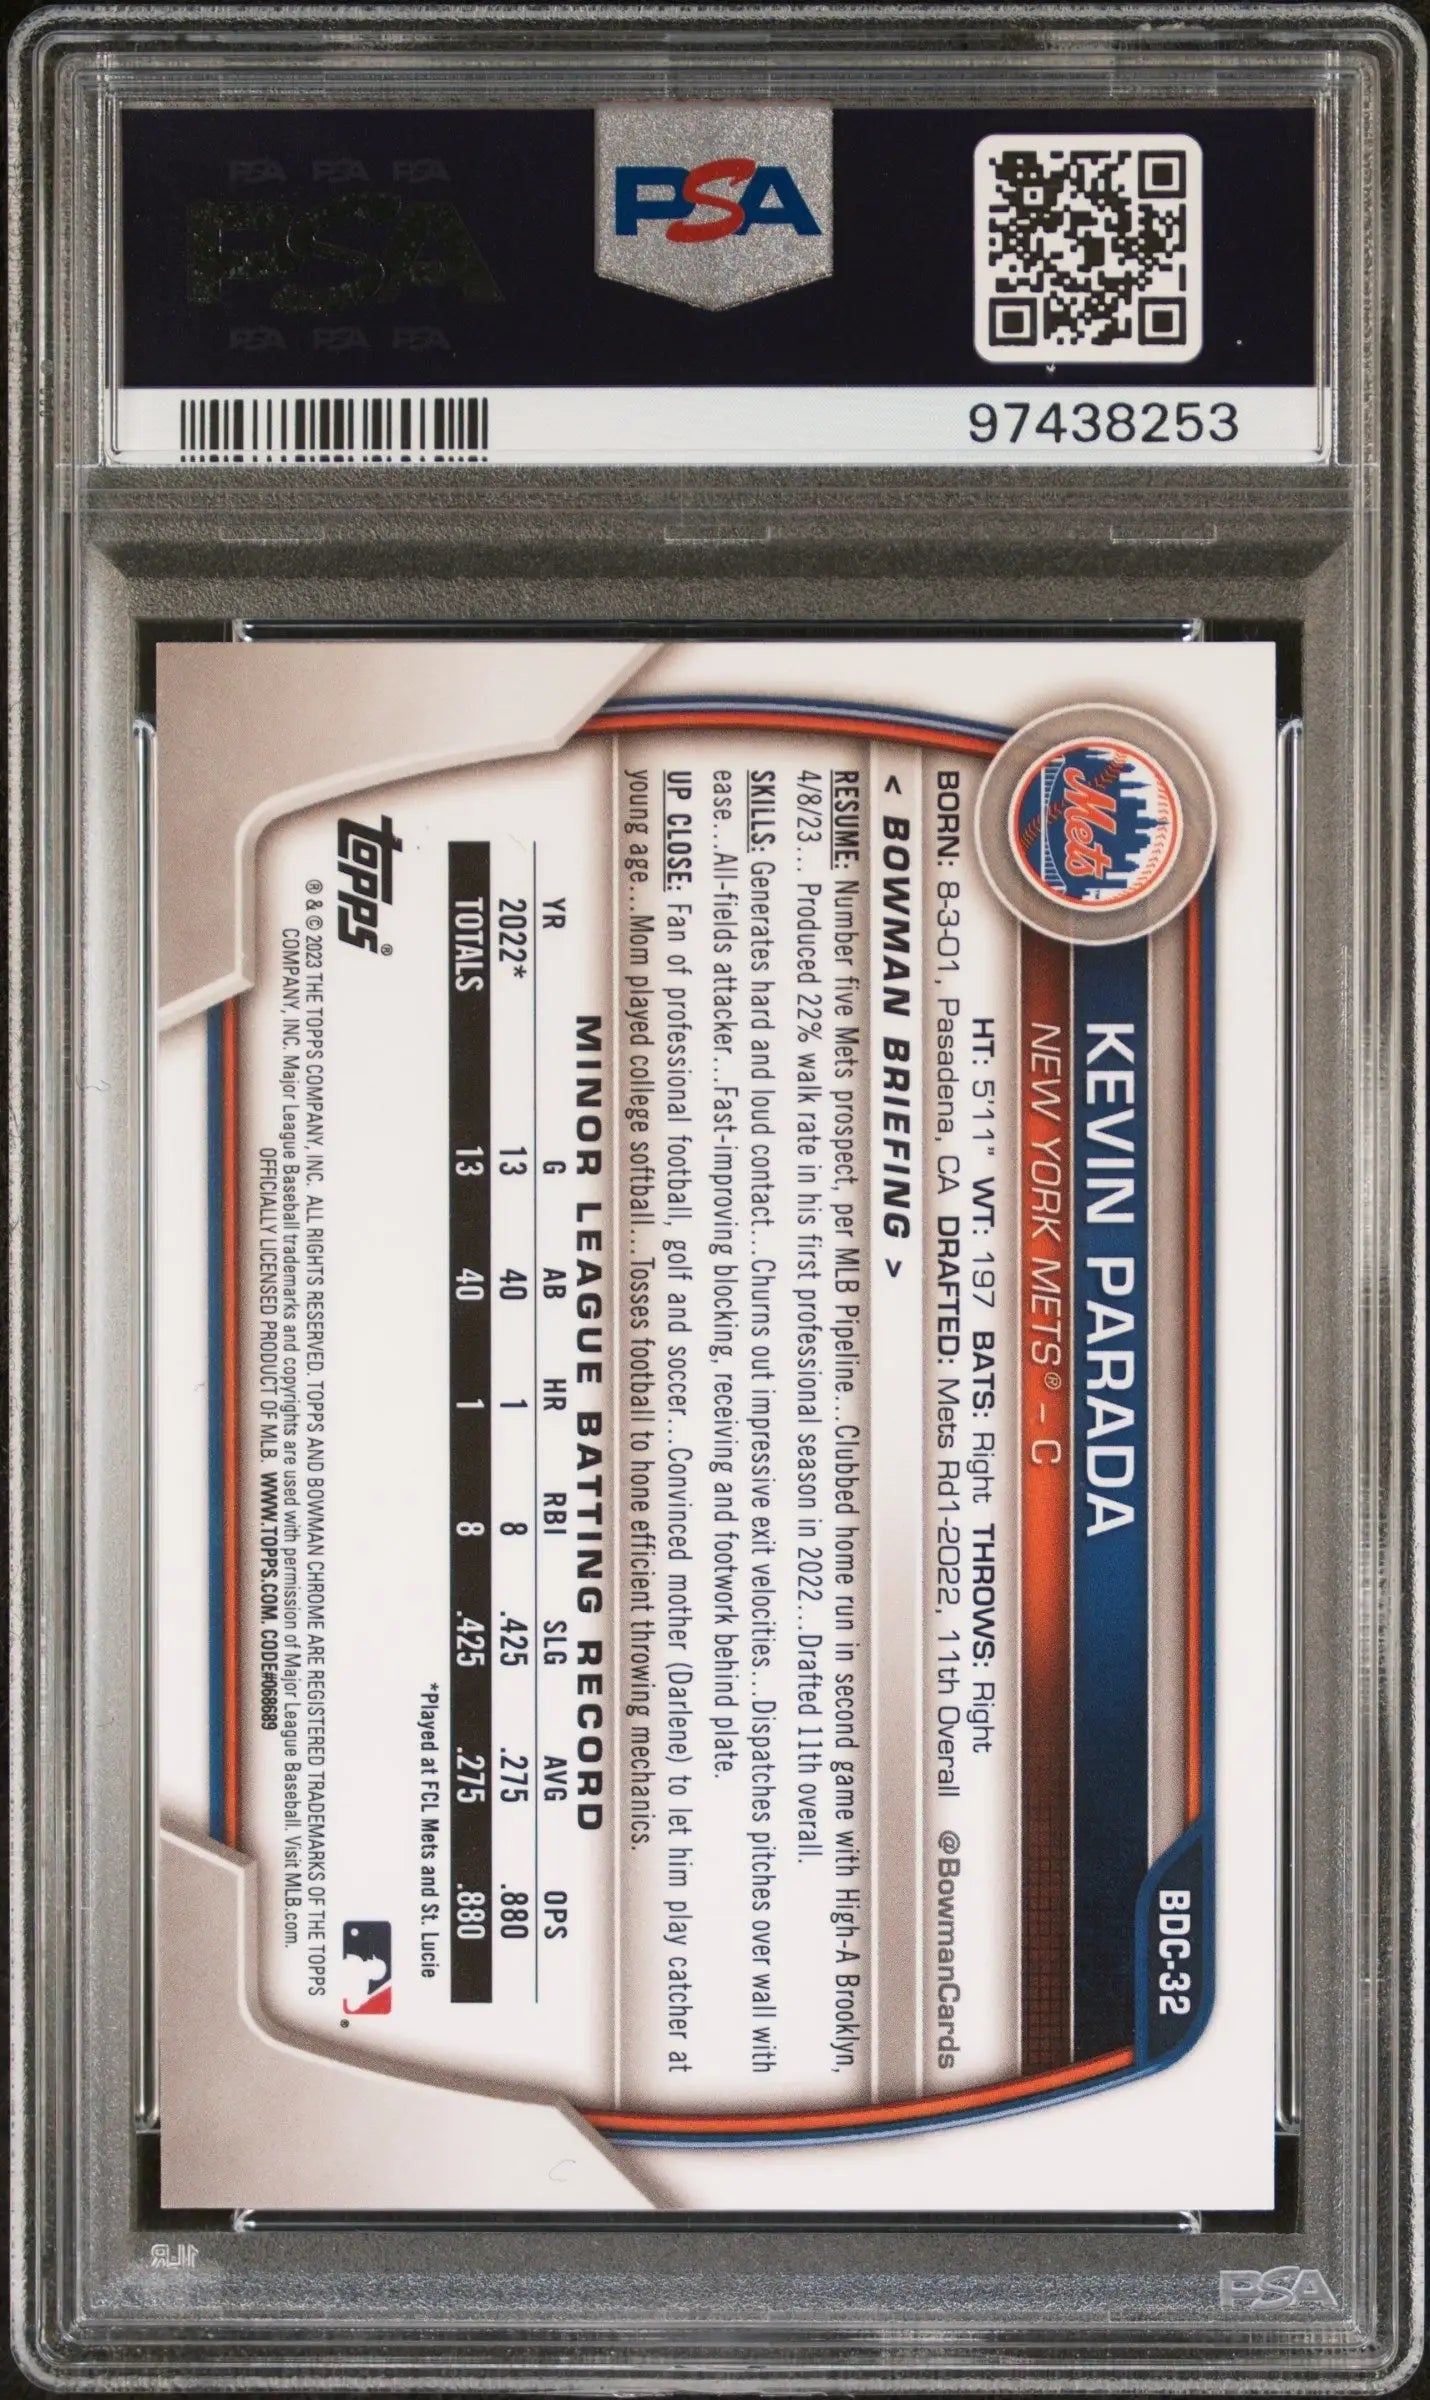 PSA PSA PSA
PSA
PSA PSA PSA
PSA
97438253
BDC-32
Mets
KEVIN PARADA
NEW YORK METS® – C
HT: 5'11" WT: 197 BATS: Right THROWS: Right
BORN: 8-3-01, Pasadena, CA DRAFTED: Mets Rd1-2022, 11th Overall @BowmanCards
< BOWMAN BRIEFING >
RESUME: Number five Mets prospect, per MLB Pipeline...Clubbed home run in second game with High-A Brooklyn,
4/8/23... Produced 22% walk rate in his first professional season in 2022...Drafted 11th overall.
SKILLS: Generates hard and loud contact...Churns out impressive exit velocities...Dispatches pitches over wall with
ease...All-fields attacker...Fast-improving blocking, receiving and footwork behind plate.
UP CLOSE: Fan of professional football, golf and soccer...Convinced mother (Darlene) to let him play catcher at
young age...Mom played college softball...Tosses football to hone efficient throwing mechanics.
MINOR LEAGUE BATTING RECORD
YR G AB HR RBI SLG AVG OPS
2022* 13 40 1 8 .425 .275 .880
TOTALS 13 40 1 8 .425 .275 .880
*Played at FCL Mets and St. Lucie
topps®
® & © 2023 THE TOPPS COMPANY, INC. ALL RIGHTS RESERVED. TOPPS AND BOWMAN CHROME ARE REGISTERED TRADEMARKS OF THE TOPPS
COMPANY, INC. Major League Baseball trademarks and copyrights are used with permission of Major League Baseball. Visit MLB.com.
OFFICIALLY LICENSED PRODUCT OF MLB. WWW.TOPPS.COM. CODE#068689
PSA